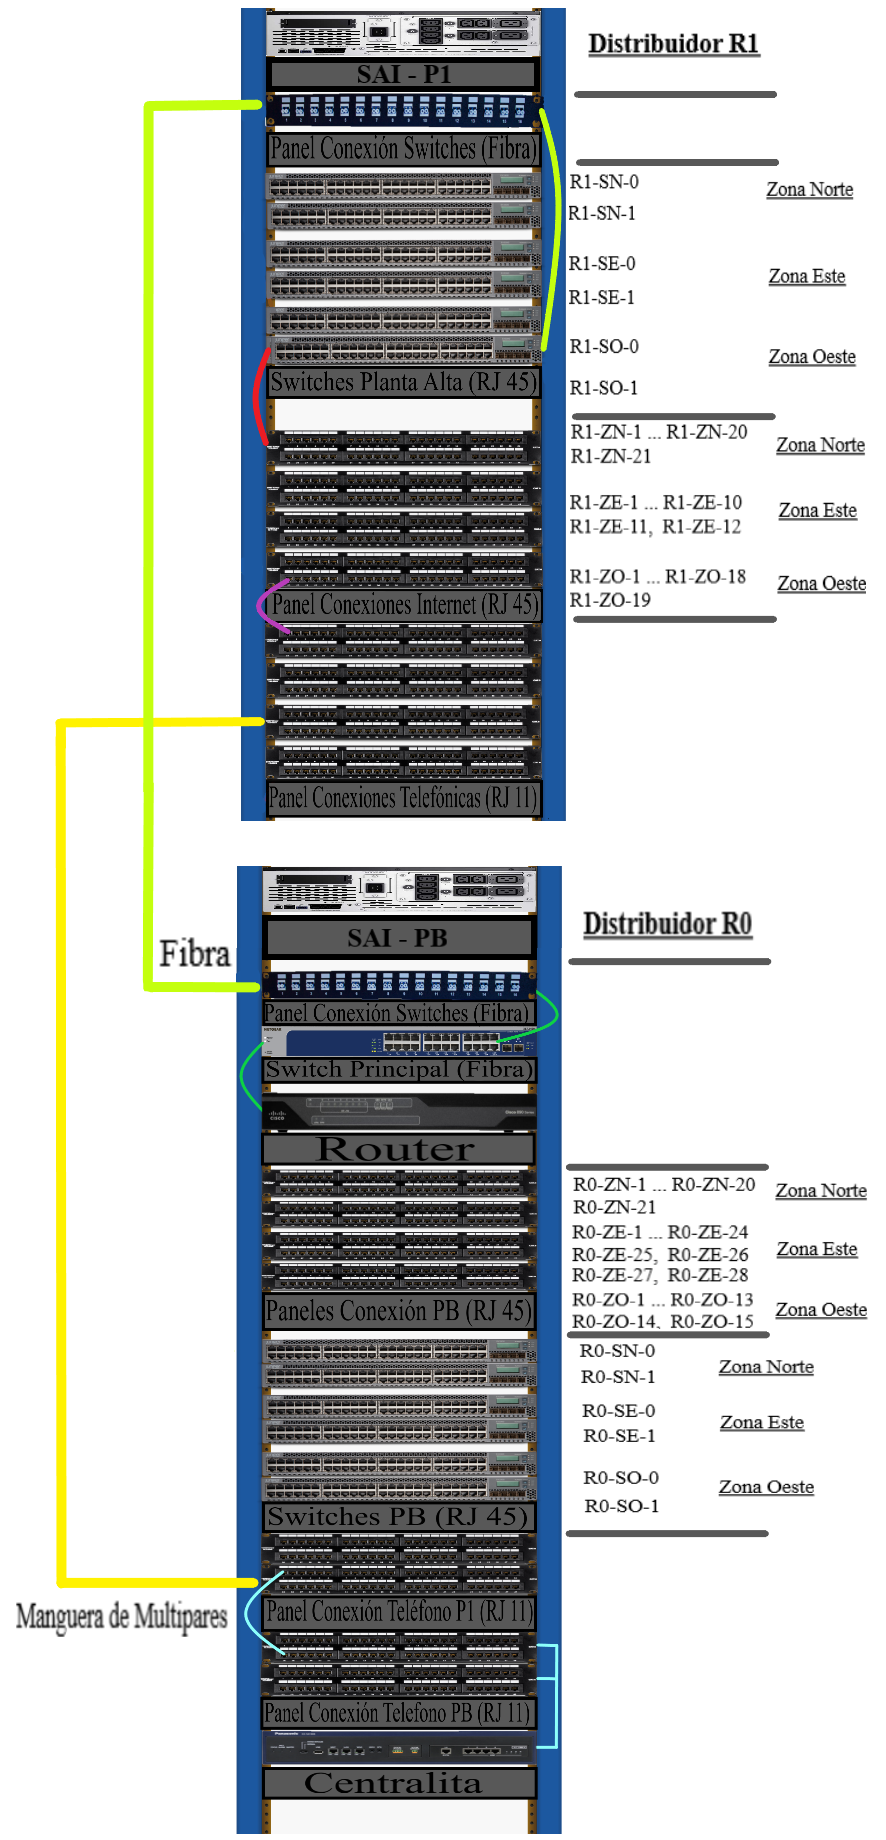 Distribuidor R1
SAI - P1
Panel Conexión Switches (Fibra)
R1-SN-0
Zona Norte
R1-SN-1
R1-SE-0
Zona Este
R1-SE-1
R1-SO-0
Zona Oeste
R1-SO-1
Switches Planta Alta (RJ 45)
R1-ZN-1 ... R1-ZN-20
Zona Norte
R1-ZN-21
R1-ZE-1 ... R1-ZE-10
Zona Este
R1-ZE-11, R1-ZE-12
R1-ZO-1 ... R1-ZO-18
Zona Oeste
R1-ZO-19
Panel Conexiones Internet (RJ 45)
Panel Conexiones Telefónicas (RJ 11)
Distribuidor R0
SAI - PB
Fibra
Panel Conexión Switches (Fibra)
Switch Principal (Fibra)
Router
R0-ZN-1 ... R0-ZN-20
Zona Norte
R0-ZN-21
R0-ZE-1 ... R0-ZE-24
Zona Este
R0-ZE-25, R0-ZE-26
R0-ZE-27, R0-ZE-28
R0-ZO-1 ... R0-ZO-13
Zona Oeste
R0-ZO-14, R0-ZO-15
Paneles Conexión PB (RJ 45)
R0-SN-0
Zona Norte
R0-SN-1
R0-SE-0
Zona Este
R0-SE-1
R0-SO-0
Zona Oeste
R0-SO-1
Switches PB (RJ 45)
Manguera de Multipares
Panel Conexión Teléfono P1 (RJ 11)
Panel Conexión Telefono PB (RJ 11)
Centralita